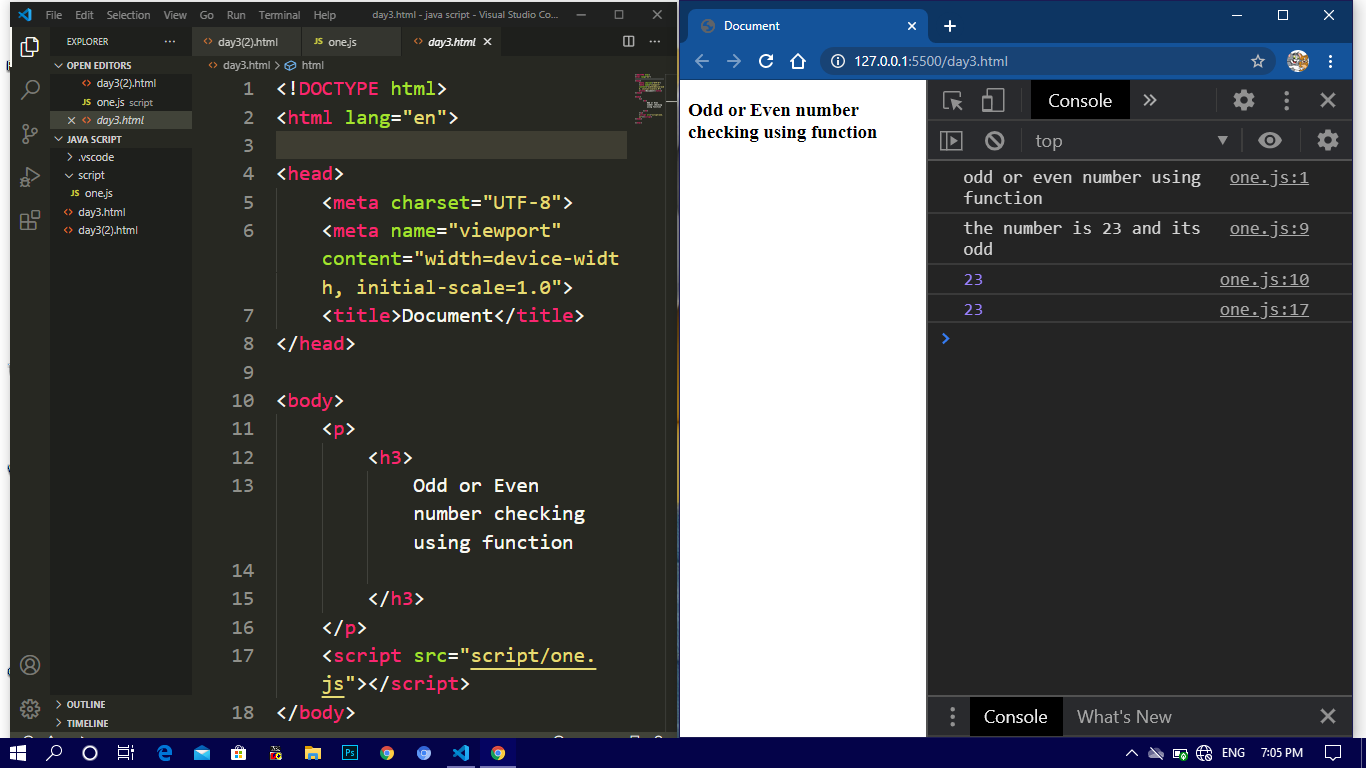 File Edit Selection View Go Run Terminal Help day3.html - java script - Visual Studio Co...
EXPLORER
OPEN EDITORS
day3(2).html
one.js script
day3.html
JAVA SCRIPT
.vscode
script
JS one.js
day3.html
day3(2).html
OUTLINE
TIMELINE
day3(2).html JS one.js day3.html
day3.html > html
1 <!DOCTYPE html>
2 <html lang="en">
3
4 <head>
5 <meta charset="UTF-8">
6 <meta name="viewport"
content="width=device-widt
h, initial-scale=1.0">
7 <title>Document</title>
8 </head>
9
10 <body>
11 <p>
12 <h3>
13 Odd or Even
number checking
using function
14
15 </h3>
16 </p>
17 <script src="script/one.
js"></script>
18 </body>
Document
127.0.0.1:5500/day3.html
Odd or Even number
checking using function
Console
top
odd or even number using one.js:1
function
the number is 23 and its one.js:9
odd
23 one.js:10
23 one.js:17
Console What's New
Ps
ENG 7:05 PM